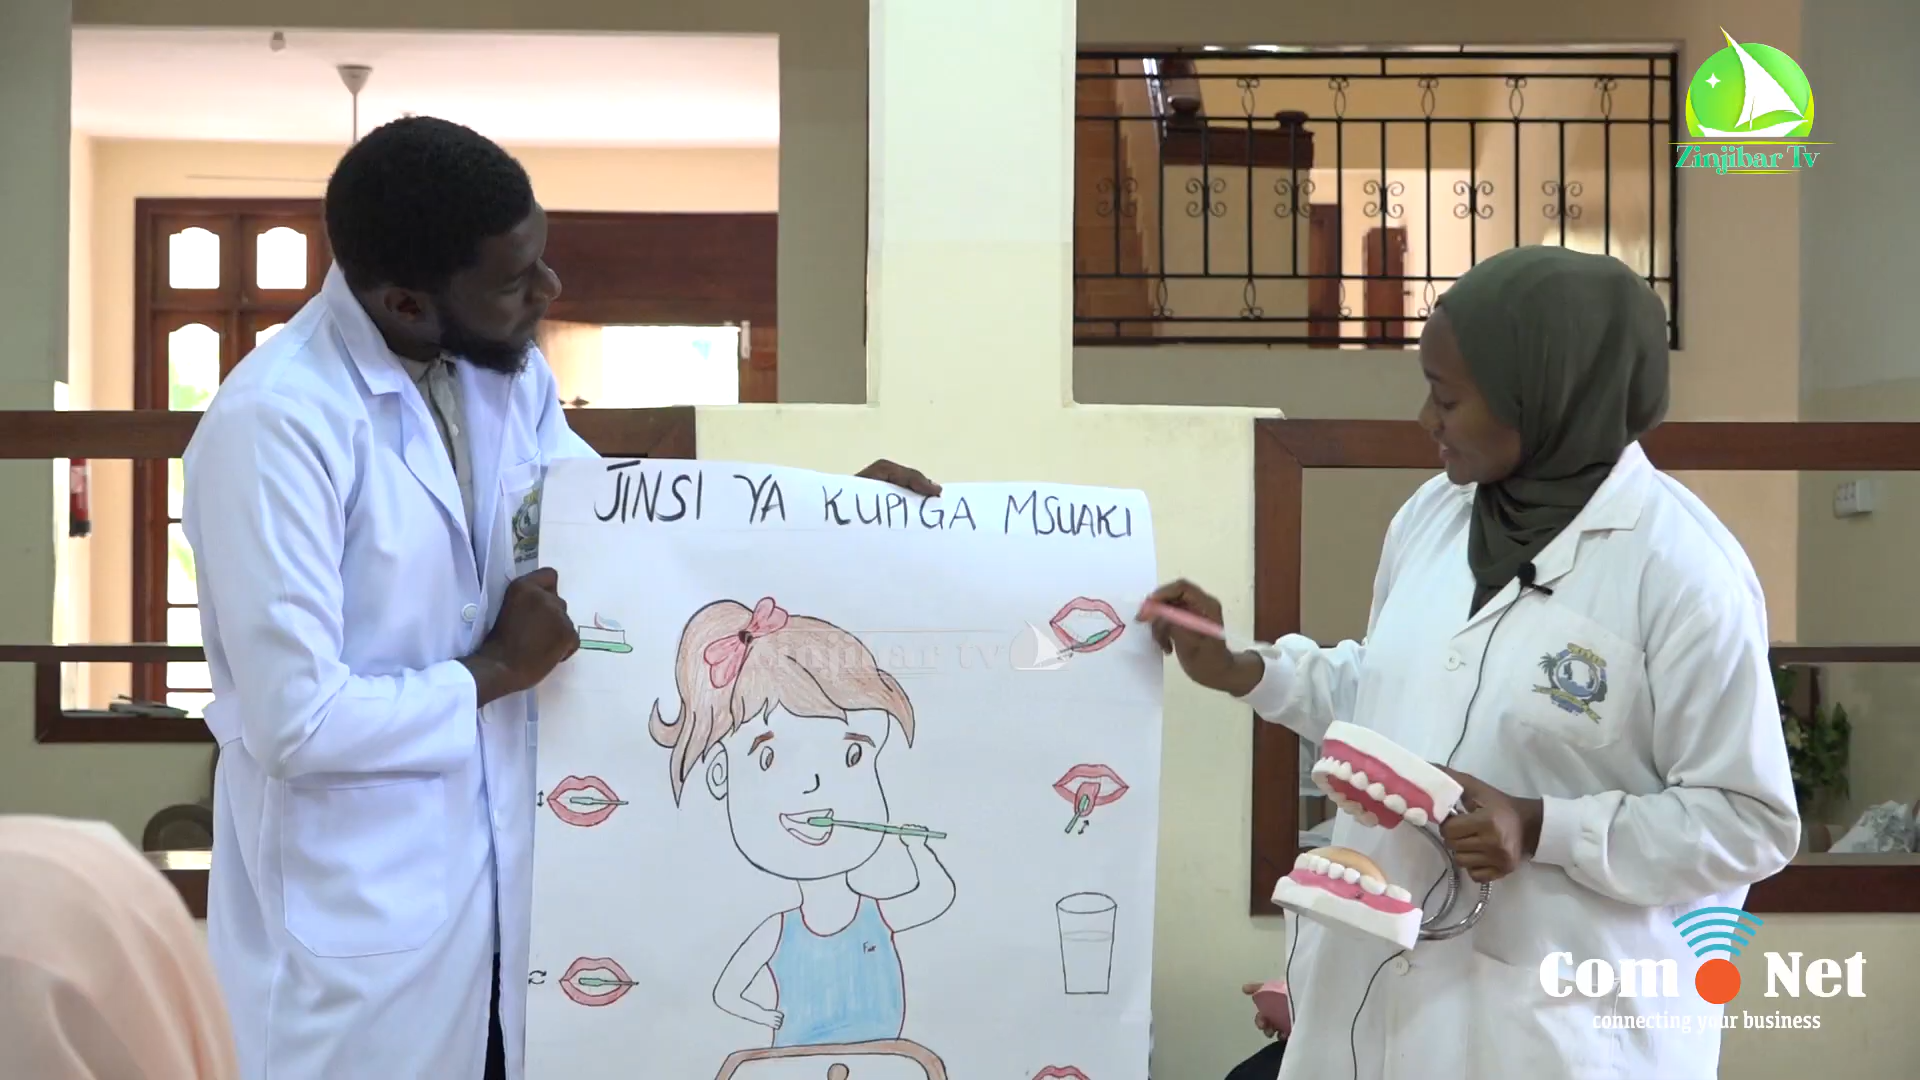 Zinjibar Tv
JINSI YA KUPIGA MSUAKI
zinjibar tv
Com Net
connecting your business